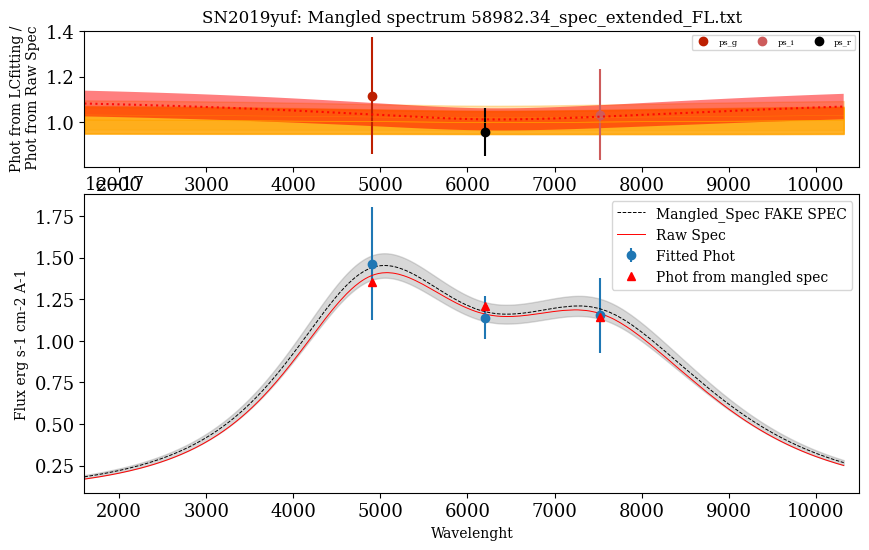 SN2019yuf: Mangled spectrum 58982.34_spec_extended_FL.txt
Phot from LCfitting /
Phot from Raw Spec
1.4
1.2
1.0
ps_g ps_i ps_r
2000 3000 4000 5000 6000 7000 8000 9000 10000
1e−17
Flux erg s-1 cm-2 A-1
1.75
1.50
1.25
1.00
0.75
0.50
0.25
Mangled_Spec FAKE SPEC
Raw Spec
Fitted Phot
Phot from mangled spec
2000 3000 4000 5000 6000 7000 8000 9000 10000
Wavelenght